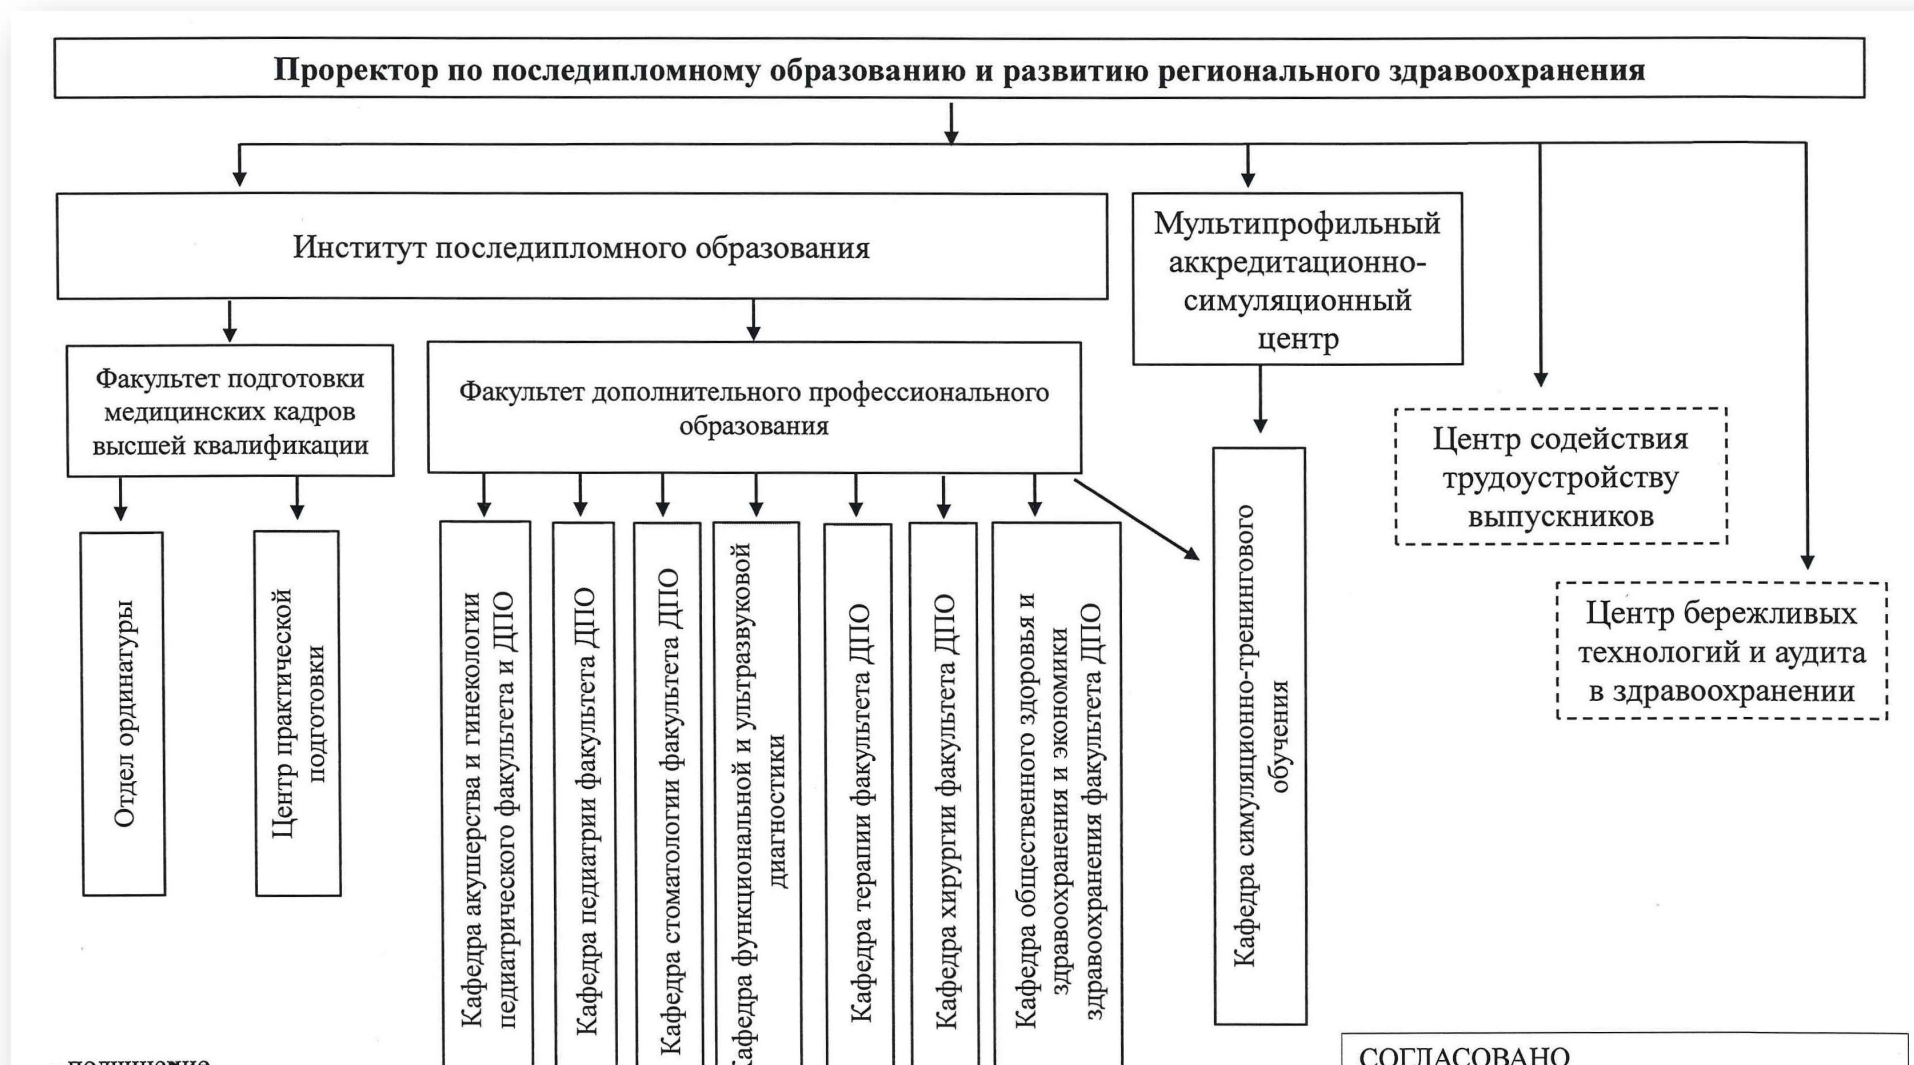 Проректор по последипломному образованию и развитию регионального здравоохранения
Институт последипломного образования
Мультипрофильный
аккредитационно-
симуляционный
центр
Факультет подготовки
медицинских кадров
высшей квалификации
Факультет дополнительного профессионального
образования
Центр содействия
трудоустройству
выпускников
Центр бережливых
технологий и аудита
в здравоохранении
Отдел ординатуры
Центр практической
подготовки
Кафедра акушерства и гинекологии
педиатрического факультета и ДПО
Кафедра педиатрии факультета ДПО
Кафедра стоматологии факультета ДПО
Кафедра функциональной и ультразвуковой
диагностики
Кафедра терапии факультета ДПО
Кафедра хирургии факультета ДПО
Кафедра общественного здоровья и
здравоохранения и экономики
здравоохранения факультета ДПО
Кафедра симуляционно-тренингового
обучения
СОГЛАСОВАНО